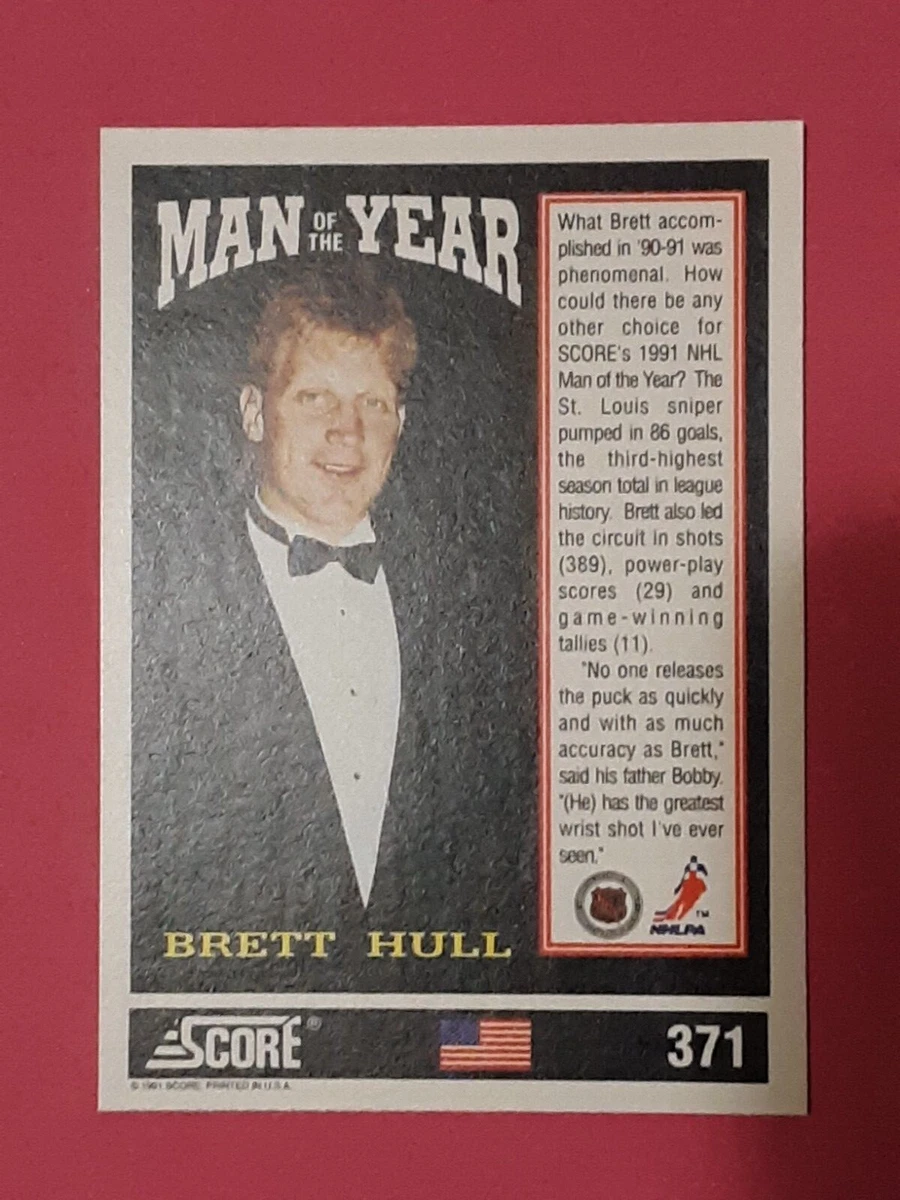 MAN OF THE YEAR
What Brett accom-
plished in '90-91 was
phenomenal. How
could there be any
other choice for
SCORE's 1991 NHL
Man of the Year? The
St. Louis sniper
pumped in 86 goals,
the third-highest
season total in league
history. Brett also led
the circuit in shots
(389), power-play
scores (29) and
game-winning
tallies (11).
"No one releases
the puck as quickly
and with as much
accuracy as Brett,"
said his father Bobby.
"(He) has the greatest
wrist shot I've ever
seen."
NHLPA
TM
BRETT HULL
SCORE®
371
© 1991 SCORE, PRINTED IN U.S.A.